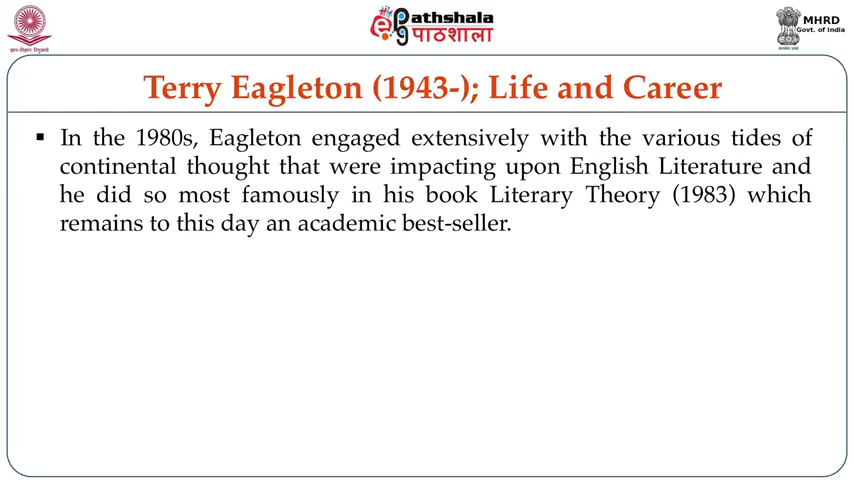 epgpathshala
पाठशाला
MHRD
Govt. of India
Terry Eagleton (1943-); Life and Career
▪ In the 1980s, Eagleton engaged extensively with the various tides of
continental thought that were impacting upon English Literature and
he did so most famously in his book Literary Theory (1983) which
remains to this day an academic best-seller.